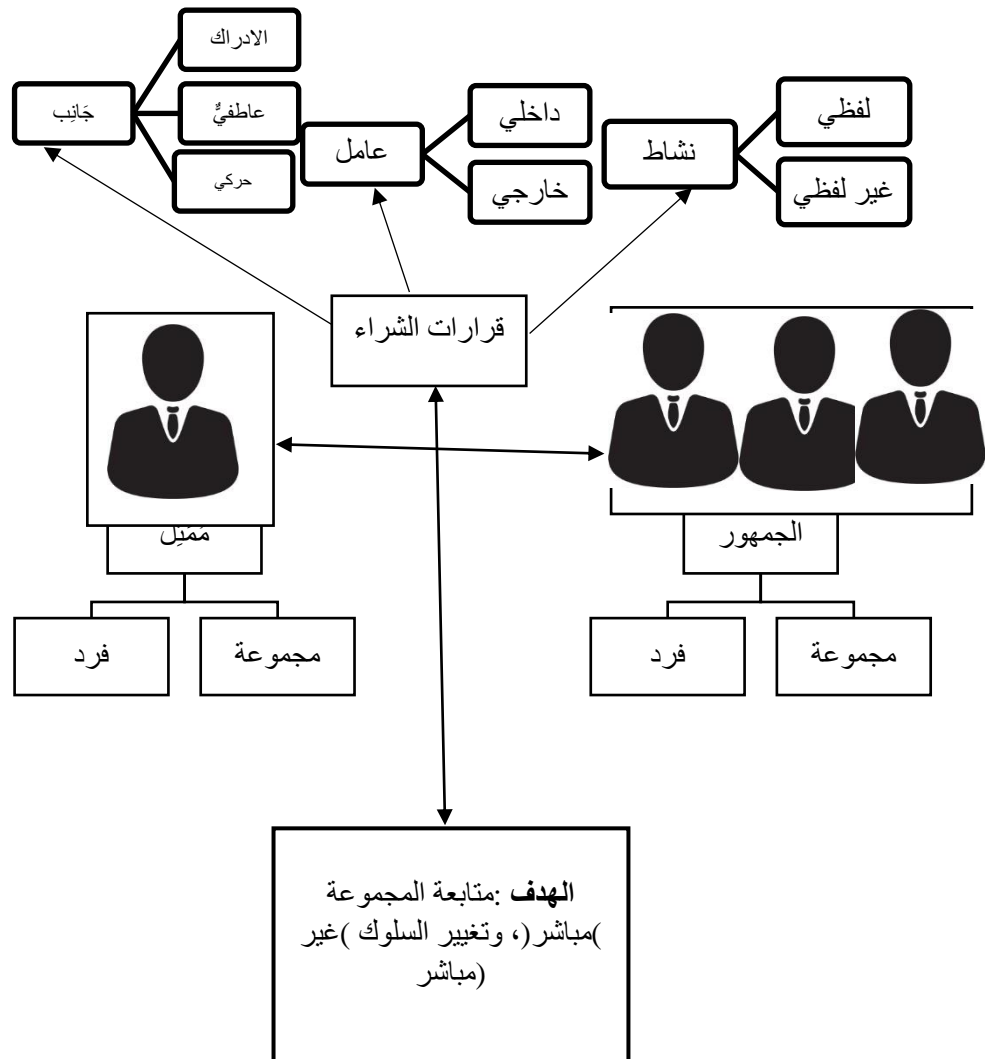 الادراك
جَانِب
عاطفيٌّ
حركي
عامل
داخلي
خارجي
نشاط
لفظي
غير لفظي
قرارات الشراء
مُمَثِل
فرد
مجموعة
الجمهور
فرد
مجموعة
الهدف :متابعة المجموعة
)مباشر(، وتغيير السلوك )غير
(مباشر